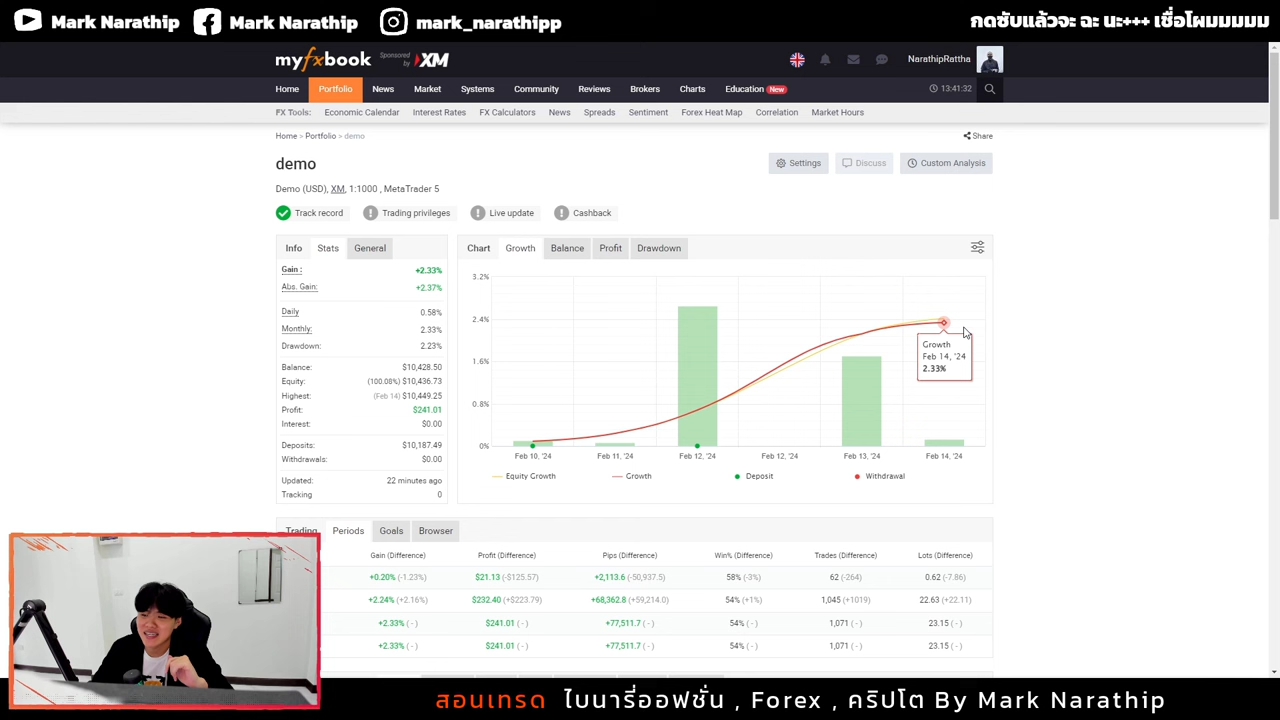 Mark Narathip Mark Narathip mark_narathipp กดซับแล้วจะ ฉะ นะ+++ เชื่อผมมมมม
myfxbook Sponsored by XM NarathipRattha
Home Portfolio News Market Systems Community Reviews Brokers Charts Education New 13:41:32
FX Tools: Economic Calendar Interest Rates FX Calculators News Spreads Sentiment Forex Heat Map Correlation Market Hours
Home > Portfolio > demo Share
demo Settings Discuss Custom Analysis
Demo (USD), XM, 1:1000 , MetaTrader 5
Track record Trading privileges Live update Cashback
Info Stats General
Gain : +2.33%
Abs. Gain: +2.37%
Daily 0.58%
Monthly: 2.33%
Drawdown: 2.23%
Balance: $10,428.50
Equity: (100.08%) $10,436.73
Highest: (Feb 14) $10,449.25
Profit: $241.01
Interest: $0.00
Deposits: $10,187.49
Withdrawals: $0.00
Updated: 22 minutes ago
Tracking 0
Chart Growth Balance Profit Drawdown
3.2%
2.4%
1.6%
0.8%
0%
Growth
Feb 14, '24
2.33%
Feb 10, '24 Feb 11, '24 Feb 12, '24 Feb 12, '24 Feb 13, '24 Feb 14, '24
Equity Growth Growth Deposit Withdrawal
Trading Periods Goals Browser
Gain (Difference) Profit (Difference) Pips (Difference) Win% (Difference) Trades (Difference) Lots (Difference)
+0.20% (-1.23%) $21.13 (-$125.57) +2,113.6 (-50,937.5) 58% (-3%) 62 (-264) 0.62 (-7.86)
+2.24% (+2.16%) $232.40 (+$223.79) +68,362.8 (+59,214.0) 54% (+1%) 1,045 (+1019) 22.63 (+22.11)
+2.33% ( - ) $241.01 ( - ) +77,511.7 ( - ) 54% ( - ) 1,071 ( - ) 23.15 ( - )
+2.33% ( - ) $241.01 ( - ) +77,511.7 ( - ) 54% ( - ) 1,071 ( - ) 23.15 ( - )
สอนเทรด ไบนารี่ออฟชั่น , Forex , คริปโต By Mark Narathip